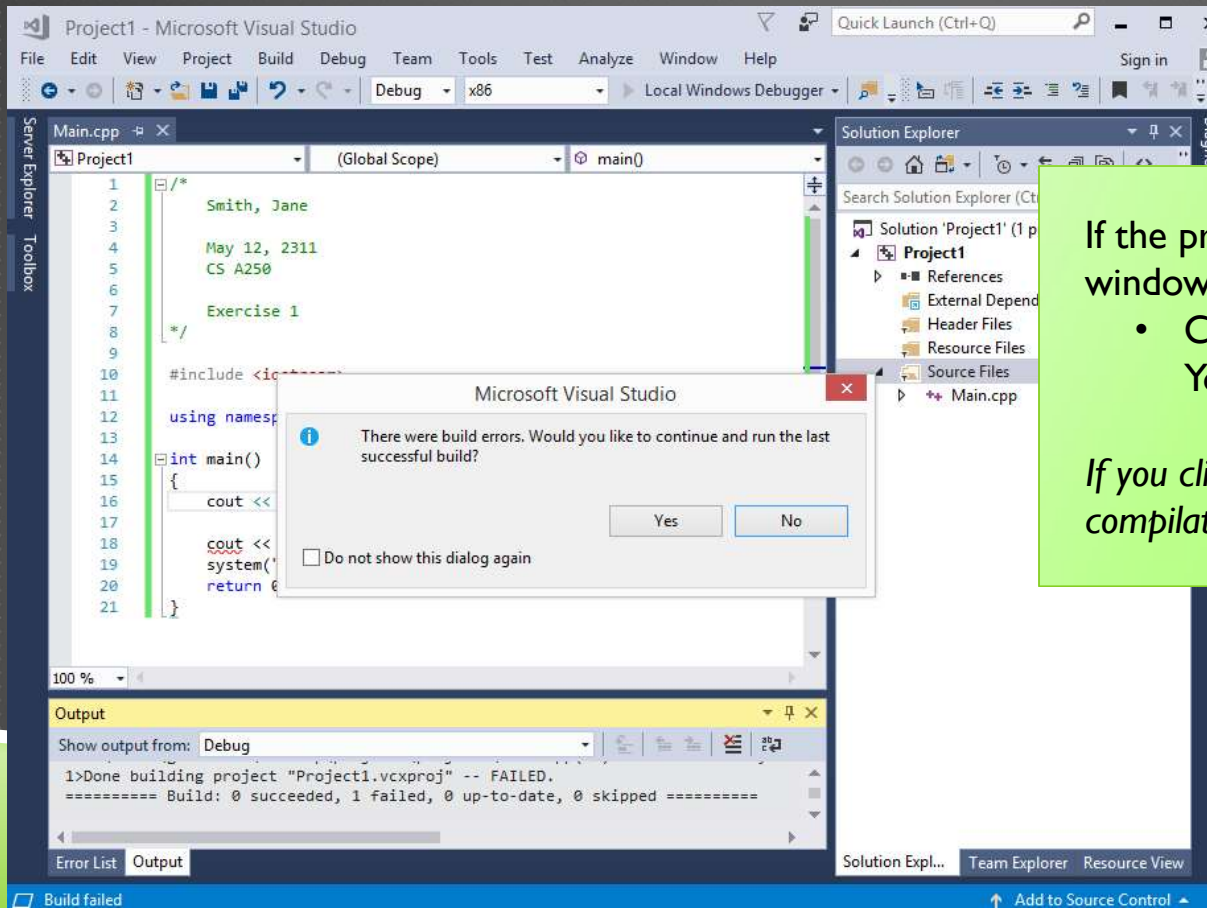 Project1 - Microsoft Visual Studio
Quick Launch (Ctrl+Q)
File Edit View Project Build Debug Team Tools Test Analyze Window Help
Sign in
Debug x86 Local Windows Debugger
Server Explorer
Toolbox
Main.cpp
Project1 (Global Scope) main()
1 /*
2 Smith, Jane
3
4 May 12, 2311
5 CS A250
6
7 Exercise 1
8 */
9
10 #include
11
12 using
13
14 int main()
15 {
16 cout <<
17
18 cout <<
19 system(
20 return
21 }
100 %
Microsoft Visual Studio
There were build errors. Would you like to continue and run the last
successful build?
Yes No
Do not show this dialog again
Output
Show output from: Debug
1>Done building project "Project1.vcxproj" -- FAILED.
========== Build: 0 succeeded, 1 failed, 0 up-to-date, 0 skipped ==========
Error List Output
Solution Explorer
Search Solution Explorer
Solution 'Project1' (1
Project1
References
External
Header Files
Resource Files
Source Files
Main.cpp
Solution Expl... Team Explorer Resource View
If the
window
•
If you

Build failed
Add to Source Control